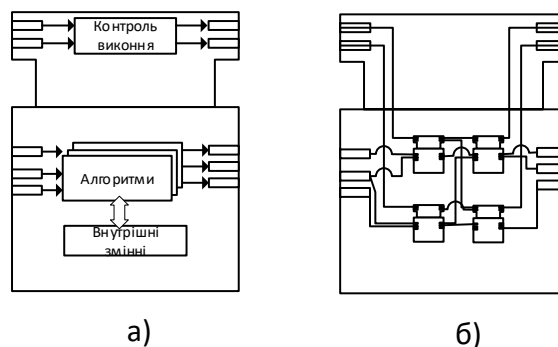 Контроль
виконня
Алгоритми
Внутрішні
змінні
а)
б)